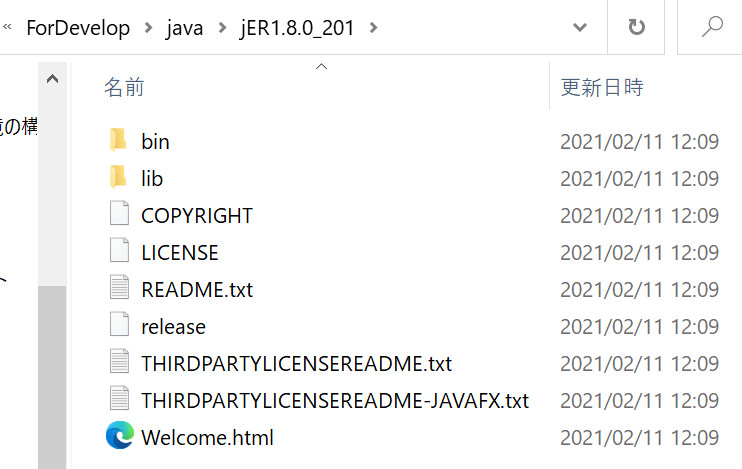 « ForDevelop > java > jER1.8.0_201 >
名前 更新日時
bin 2021/02/11 12:09
lib 2021/02/11 12:09
COPYRIGHT 2021/02/11 12:09
LICENSE 2021/02/11 12:09
README.txt 2021/02/11 12:09
release 2021/02/11 12:09
THIRDPARTYLICENSEREADME.txt 2021/02/11 12:09
THIRDPARTYLICENSEREADME-JAVAFX.txt 2021/02/11 12:09
Welcome.html 2021/02/11 12:09
の構